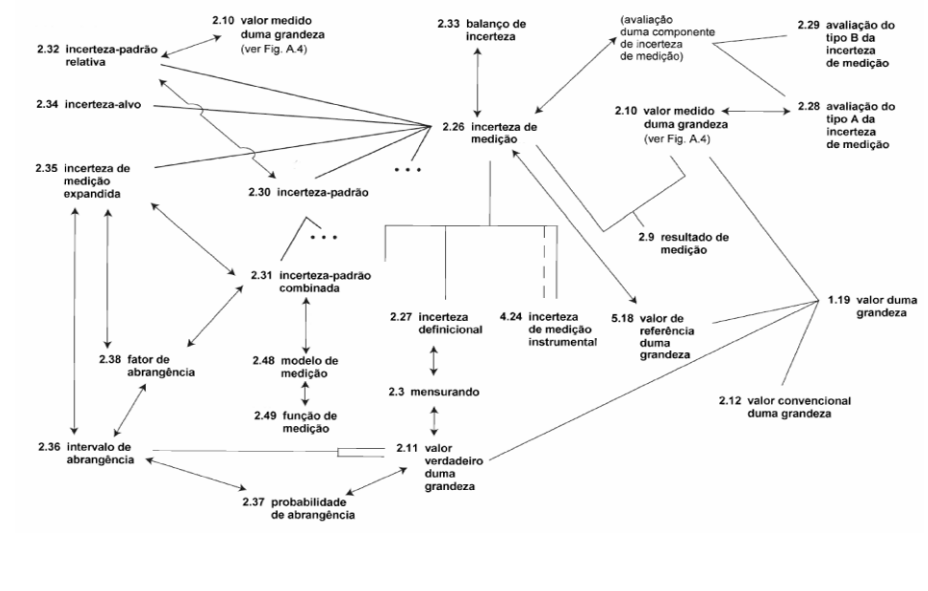 2.10 valor medido
duma grandeza
(ver Fig. A.4)
2.33 balanço de
incerteza
(avaliação
duma componente
de incerteza
de medição)
2.29 avaliação do
tipo B da
incerteza
de medição
2.32 incerteza-padrão
relativa
2.34 incerteza-alvo
2.26 incerteza de
medição
2.10 valor medido
duma grandeza
(ver Fig. A.4)
2.28 avaliação do
tipo A da
incerteza
de medição
2.35 incerteza de
medição
expandida
2.30 incerteza-padrão
• • •
• • •
2.9 resultado de
medição
2.31 incerteza-padrão
combinada
2.27 incerteza
definicional
4.24 incerteza
de medição
instrumental
5.18 valor de
referência
duma
grandeza
1.19 valor duma
grandeza
2.38 fator de
abrangência
2.48 modelo de
medição
2.3 mensurando
2.12 valor convencional
duma grandeza
2.49 função de
medição
2.36 intervalo de
abrangência
2.11 valor
verdadeiro
duma
grandeza
2.37 probabilidade
de abrangência